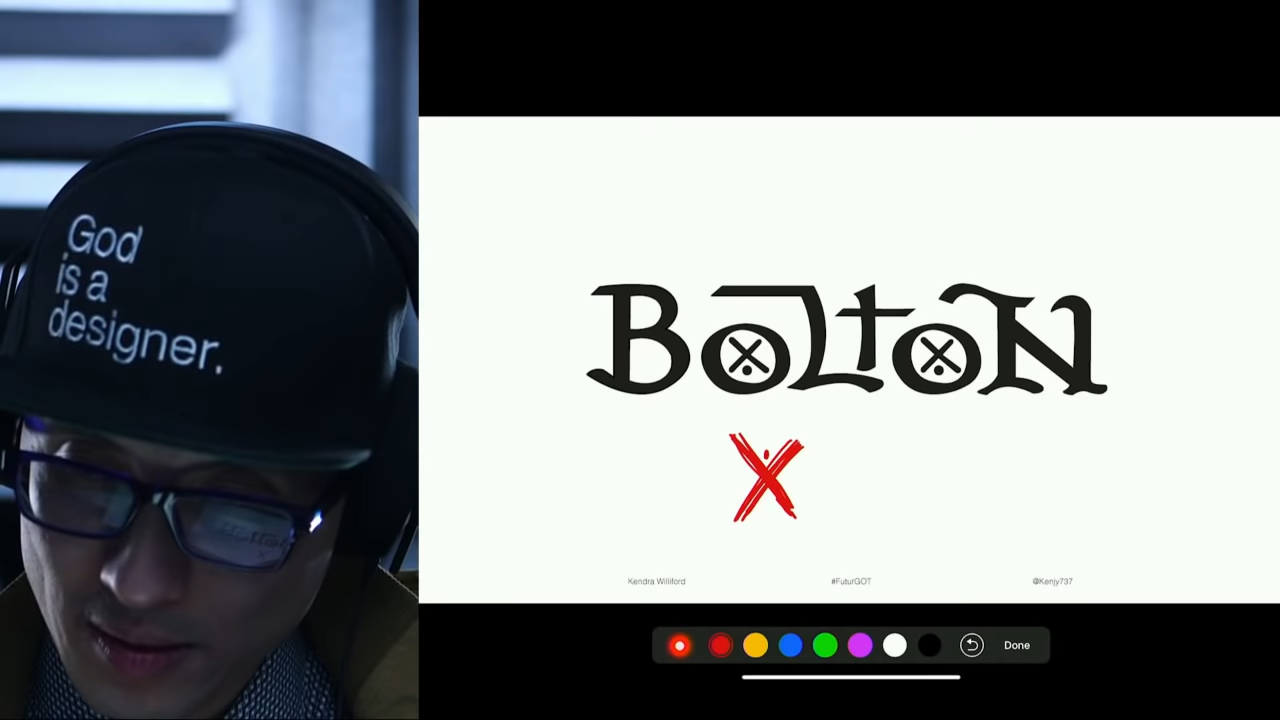 God
is a
designer.
BoltoN
X
Kendra Williford
#FuturGOT
@Kenjy737
Done